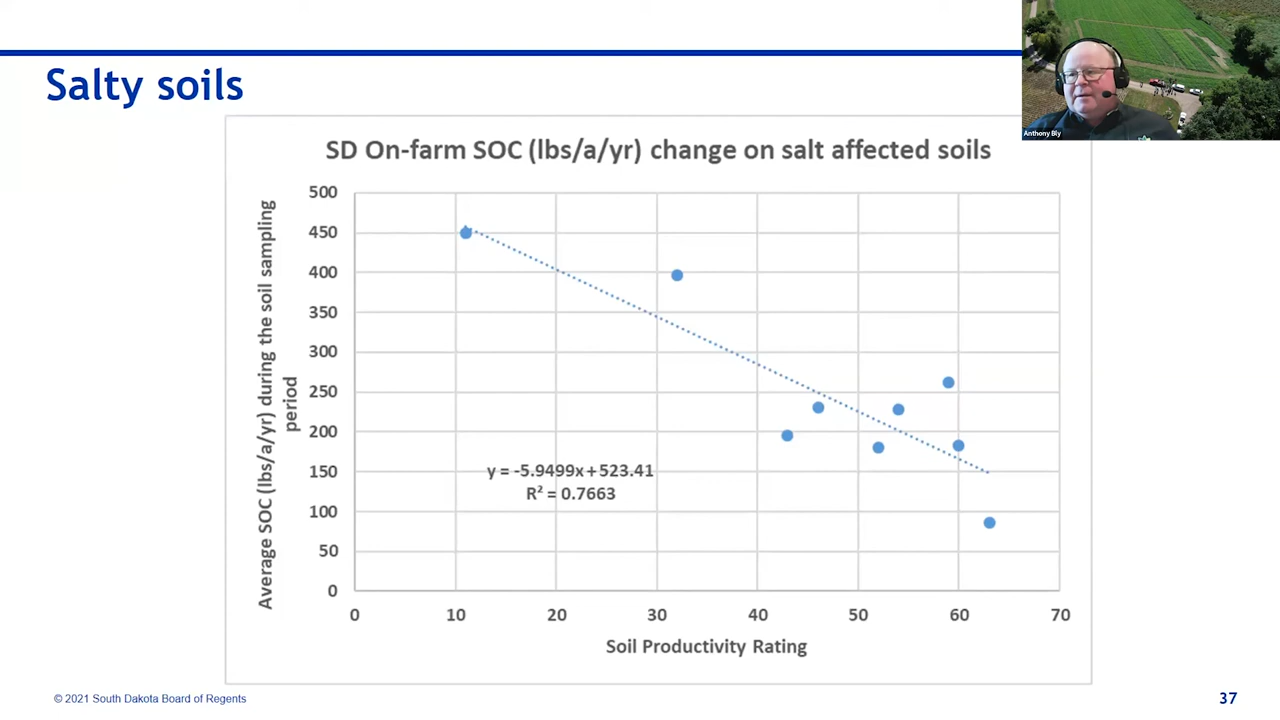 Salty soils
Anthony Bly
SD On-farm SOC (lbs/a/yr) change on salt affected soils
Average SOC (lbs/a/yr) during the soil sampling
period
500
450
400
350
300
250
200
150
100
50
0
y = -5.9499x + 523.41
R² = 0.7663
0 10 20 30 40 50 60 70
Soil Productivity Rating
© 2021 South Dakota Board of Regents
37